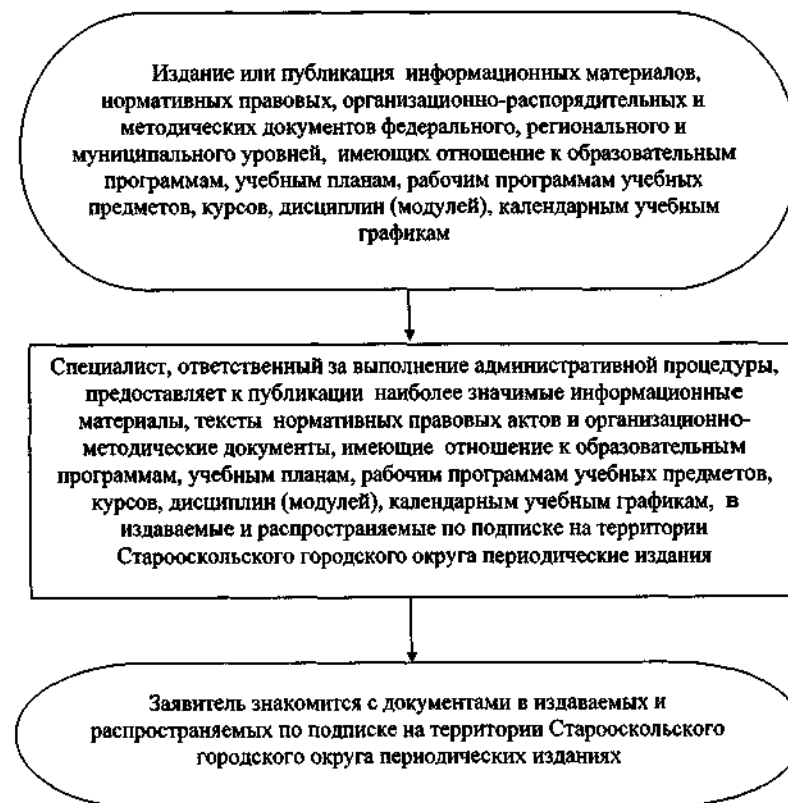 Издание или публикация информационных материалов,
нормативных правовых, организационно-распорядительных и
методических документов федерального, регионального и
муниципального уровней, имеющих отношение к образовательным
программам, учебным планам, рабочим программам учебных
предметов, курсов, дисциплин (модулей), календарным учебным
графикам
Специалист, ответственный за выполнение административной процедуры,
предоставляет к публикации наиболее значимые информационные
материалы, тексты нормативных правовых актов и организационно-
методические документы, имеющие отношение к образовательным
программам, учебным планам, рабочим программам учебных предметов,
курсов, дисциплин (модулей), календарным учебным графикам, в
издаваемые и распространяемые по подписке на территории
Старооскольского городского округа периодические издания
Заявитель знакомится с документами в издаваемых и
распространяемых по подписке на территории Старооскольского
городского округа периодических изданиях